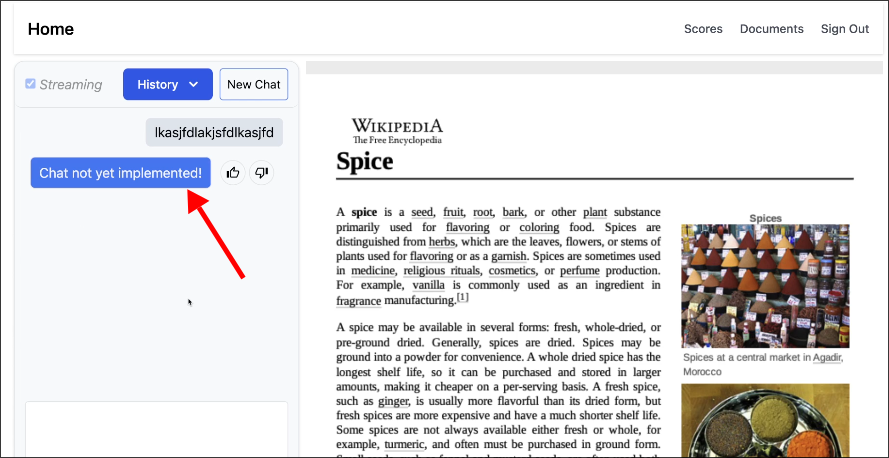 Home
Scores Documents Sign Out
Streaming
History
New Chat
lkasjfdlakjsfdlkasjfd
Chat not yet implemented!
WIKIPEDIA
The Free Encyclopedia
Spice
A spice is a seed, fruit, root, bark, or other plant substance
primarily used for flavoring or coloring food. Spices are
distinguished from herbs, which are the leaves, flowers, or stems of
plants used for flavoring or as a garnish. Spices are sometimes used
in medicine, religious rituals, cosmetics, or perfume production.
For example, vanilla is commonly used as an ingredient in
fragrance manufacturing.[1]
A spice may be available in several forms: fresh, whole-dried, or
pre-ground dried. Generally, spices are dried. Spices may be
ground into a powder for convenience. A whole dried spice has the
longest shelf life, so it can be purchased and stored in larger
amounts, making it cheaper on a per-serving basis. A fresh spice,
such as ginger, is usually more flavorful than its dried form, but
fresh spices are more expensive and have a much shorter shelf life.
Some spices are not always available either fresh or whole, for
example, turmeric, and often must be purchased in ground form.
Spices
Spices at a central market in Agadir,
Morocco